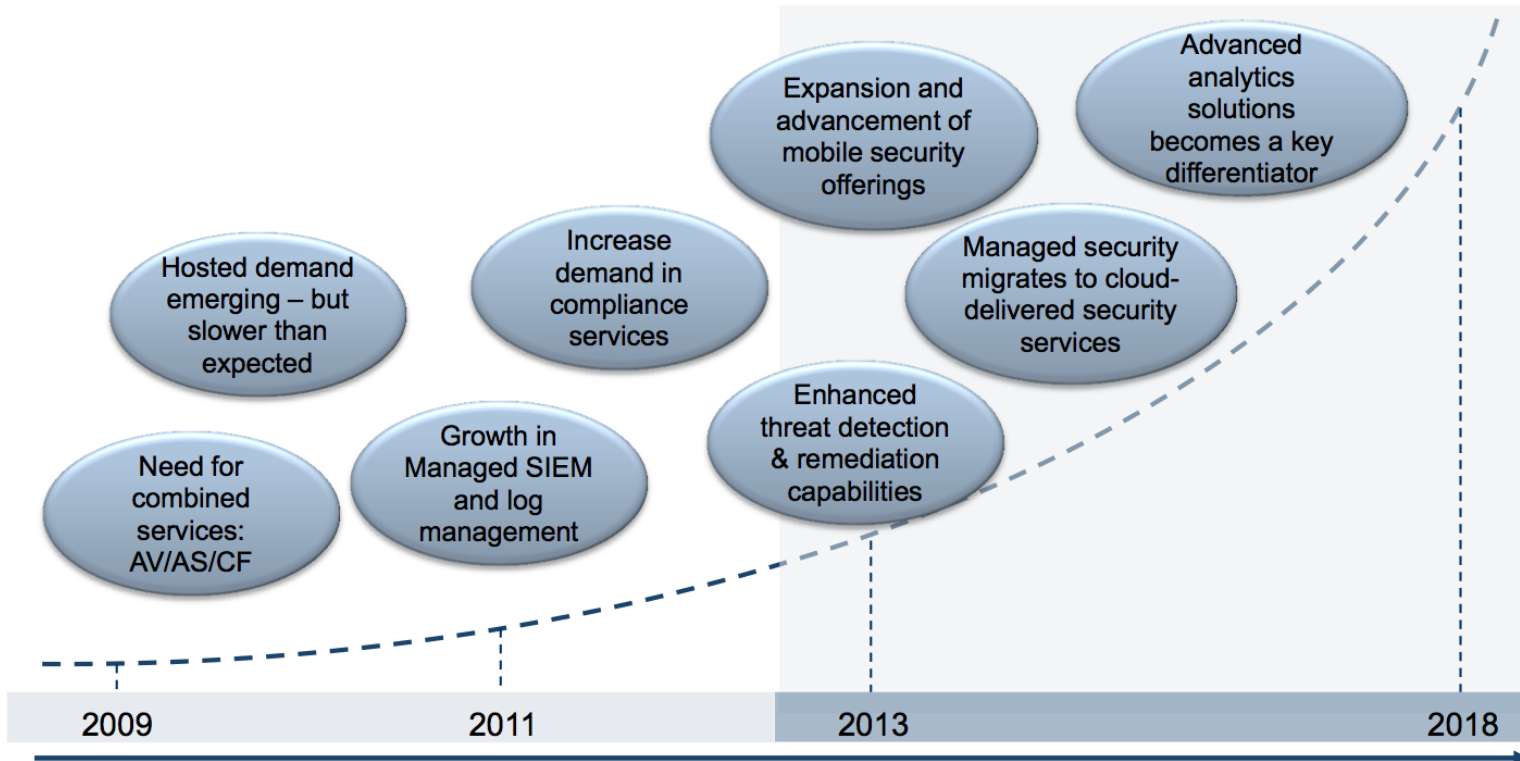 Hosted demand
emerging – but
slower than
expected
Need for
combined
services:
AV/AS/CF
Increase
demand in
compliance
services
Growth in
Managed SIEM
and log
management
Expansion and
advancement of
mobile security
offerings
Enhanced
threat detection
& remediation
capabilities
Managed security
migrates to cloud-
delivered security
services
Advanced
analytics
solutions
becomes a key
differentiator
2009
2011
2013
2018